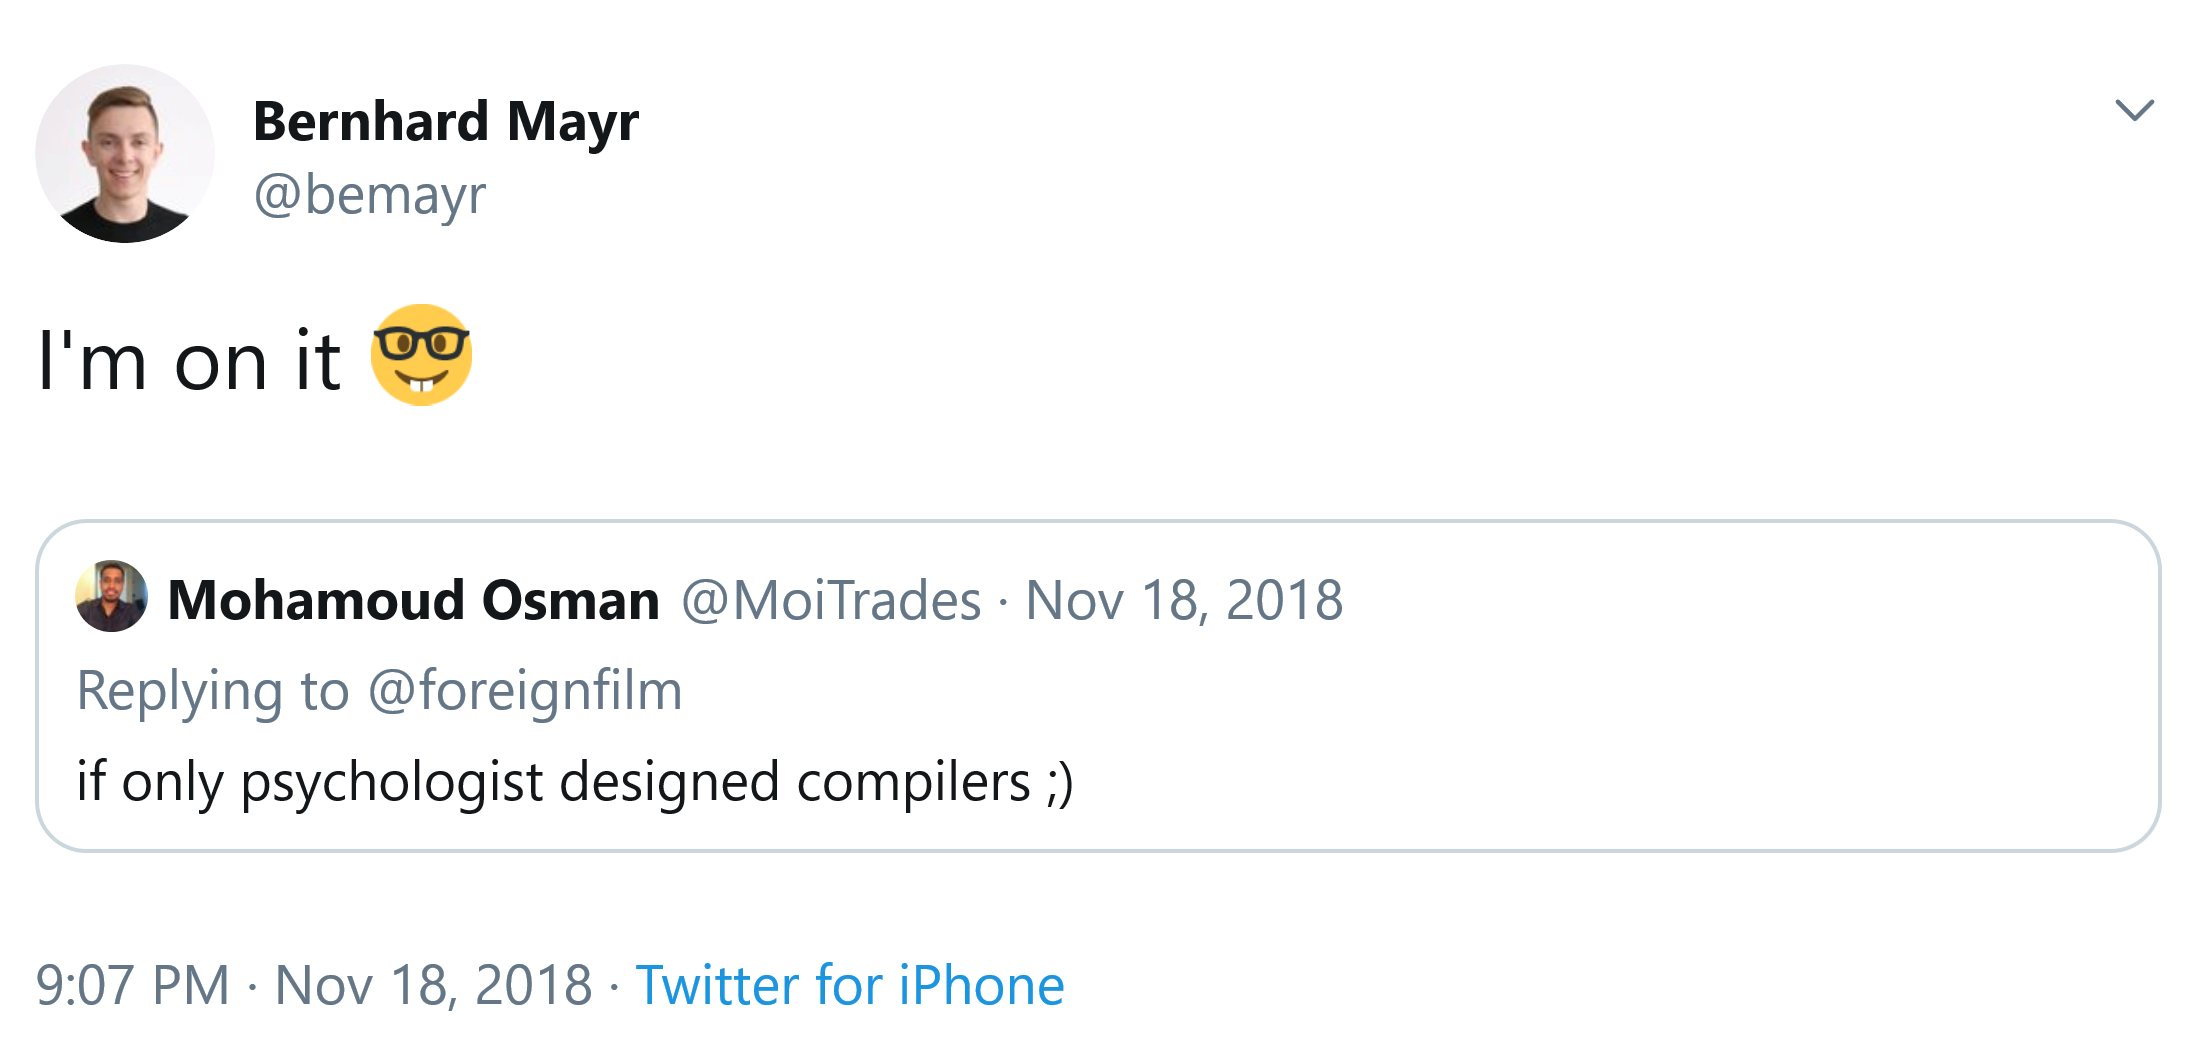 Bernhard Mayr
@bemayr
I'm on it 🤓
Mohamoud Osman @MoiTrades · Nov 18, 2018
Replying to @foreignfilm
if only psychologist designed compilers ;)
9:07 PM · Nov 18, 2018 · Twitter for iPhone